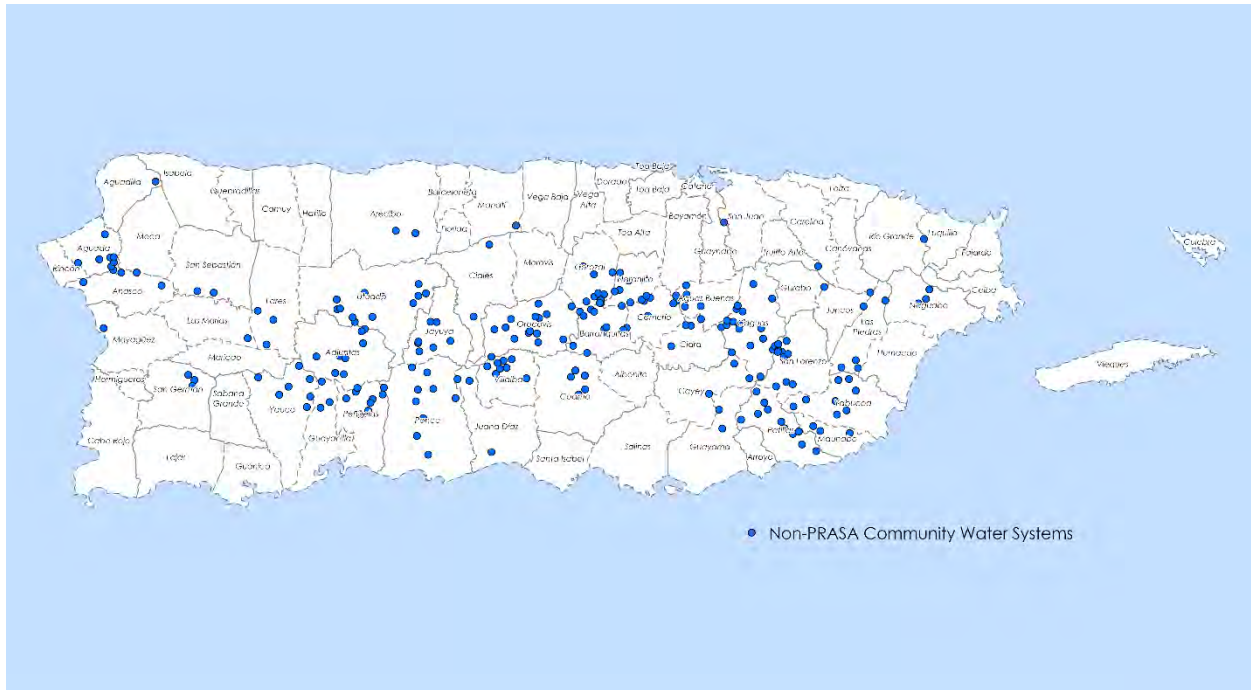 Isabela
Aguadilla
Quebradillas
Camuy
Hatillo
Arecibo
Barceloneta
Manatí
Vega Baja
Vega
Alta
Dorado
Toa Baja
Toa Baja
Cataño
San Juan
Loíza
Moca
Florida
Toa Alta
Bayamón
Guaynabo
Carolina
Trujillo Alto
Canóvanas
Río Grande
Luquillo
Fajardo
Culebra
Aguada
Rincón
San Sebastián
Ciales
Morovis
Corozal
Naranjito
Añasco
Lares
Utuado
Aguas Buenas
Gurabo
Ceiba
Naguabo
Las Marías
Jayuya
Orocovis
Comerío
Caguas
Juncos
Las
Piedras
Mayagüez
Maricao
Adjuntas
Barranquitas
Cidra
San Lorenzo
Humacao
Vieques
Hormigueros
San Germán
Sabana
Grande
Villalba
Aibonito
Cayey
Yauco
Peñuelas
Ponce
Coamo
Yabucoa
Cabo Rojo
Guayanilla
Juana Díaz
Salinas
Guayama
Patillas
Maunabo
Lajas
Guánica
Santa Isabel
Arroyo
Non-PRASA Community Water Systems